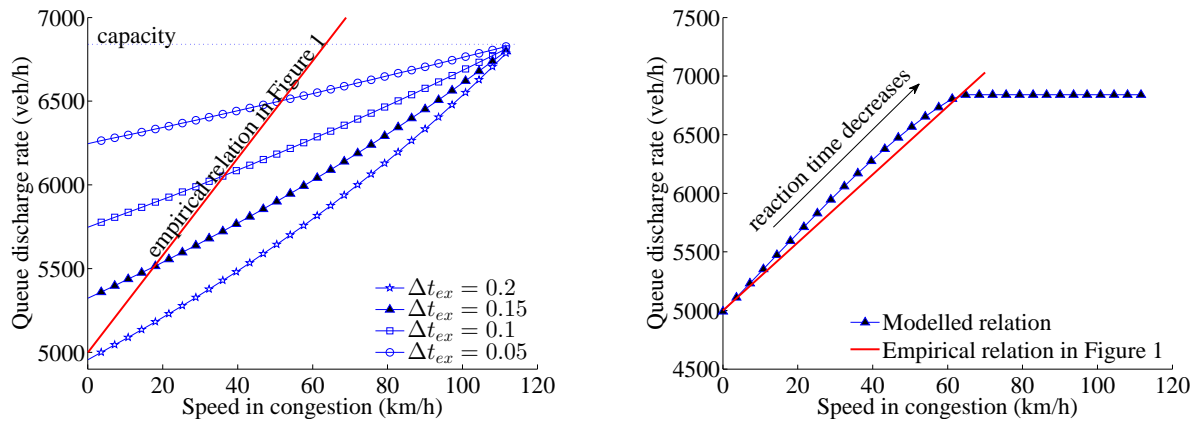 7000
6500
6000
5500
5000
Queue discharge rate (veh/h)
capacity
empirical relation in Figure 1
Δt_ex = 0.2
Δt_ex = 0.15
Δt_ex = 0.1
Δt_ex = 0.05
0 20 40 60 80 100 120
Speed in congestion (km/h)
7500
7000
6500
6000
5500
5000
4500
Queue discharge rate (veh/h)
reaction time decreases
Modelled relation
Empirical relation in Figure 1
0 20 40 60 80 100 120
Speed in congestion (km/h)